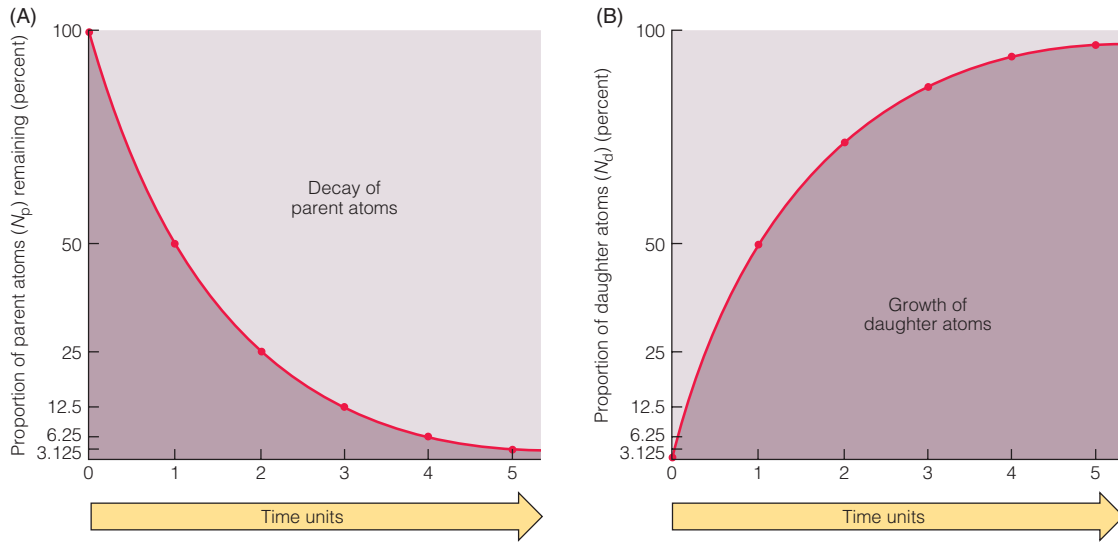 (A)
Proportion of parent atoms (Np) remaining (percent)
100
50
25
12.5
6.25
3.125
Decay of
parent atoms
0 1 2 3 4 5
Time units
(B)
Proportion of daughter atoms (Nd) (percent)
100
50
25
12.5
6.25
3.125
Growth of
daughter atoms
0 1 2 3 4 5
Time units